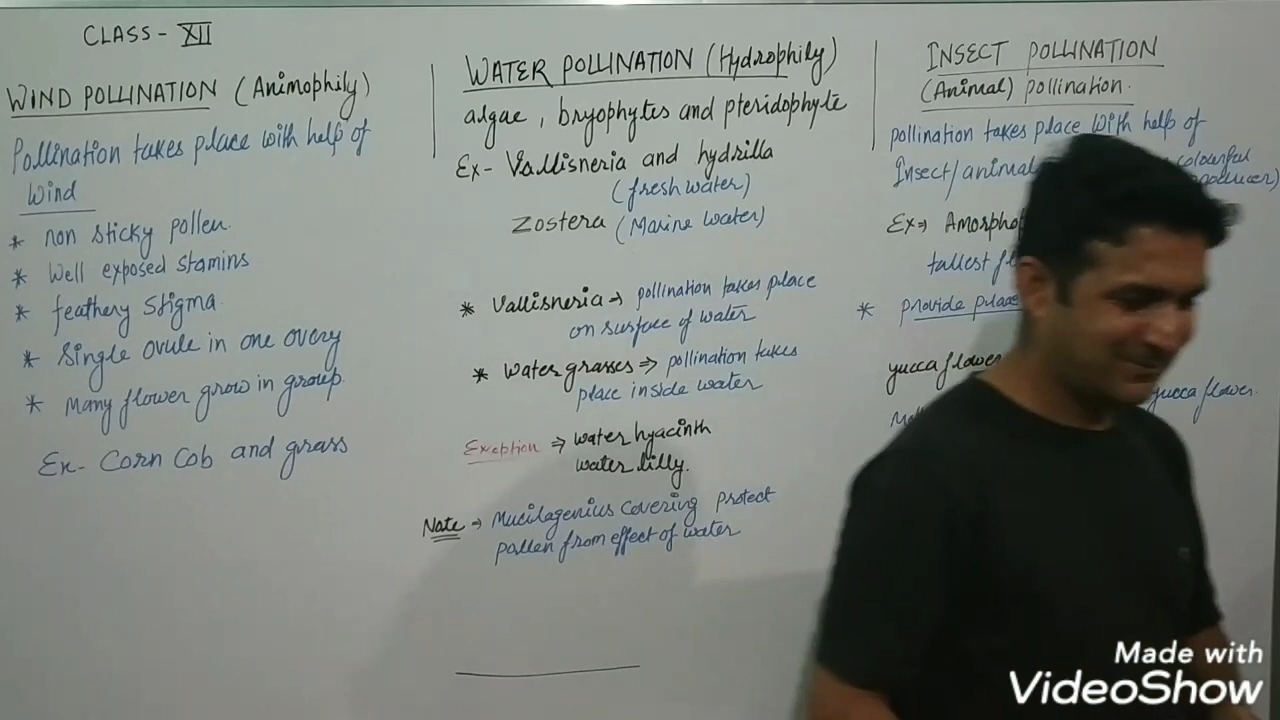 CLASS - XII
WIND POLLINATION (Animophily)
Pollination takes place with help of
Wind
* non sticky pollen.
* Well exposed stamins
* feathery stigma.
* Single ovule in one overy
* Many flower grow in group.
Ex- Corn cob and grass
WATER POLLINATION (Hydrophily)
algae, bryophytes and pteridophyte
Ex- Vallisneria and hydrilla
(fresh water)
Zostera (Marine water)
* Vallisneria → pollination takes place
on surface of water
* Water grasses ⇒ pollination takes
place inside water
Exception ⇒ water hyacinth
water lilly.
Note → Mucilagenius covering protect
pollen from effect of water
INSECT POLLINATION
(Animal) pollination.
pollination takes place with help of
Insect/animal colourful
Ex ⇒
tallest
* provide place
yucca flower yucca flower.
Made with
VideoShow